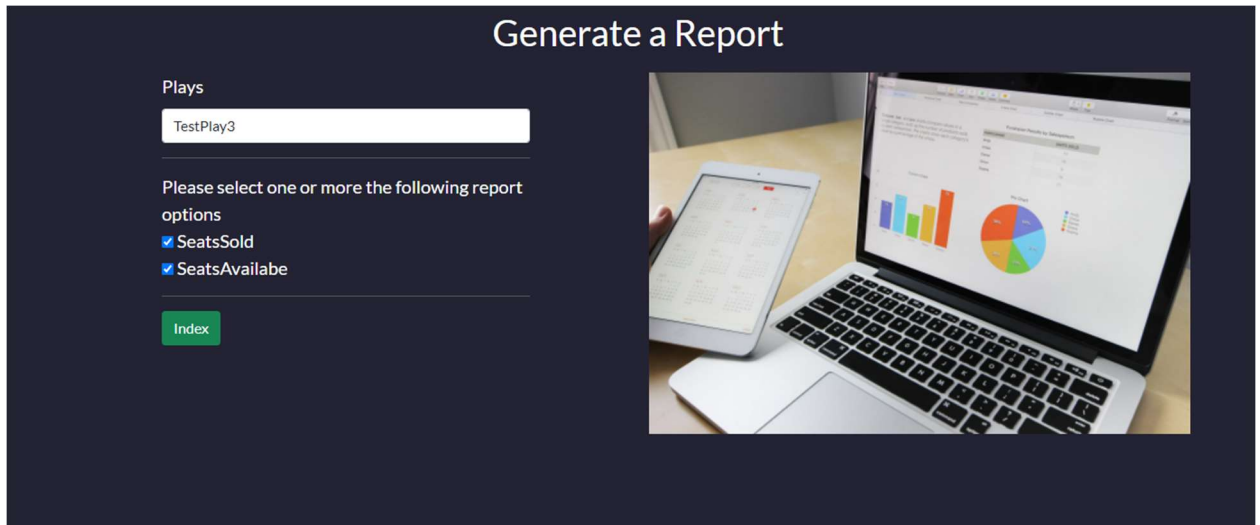 Generate a Report
Plays
TestPlay3
Please select one or more the following report
options
SeatsSold
SeatsAvailabe
Index